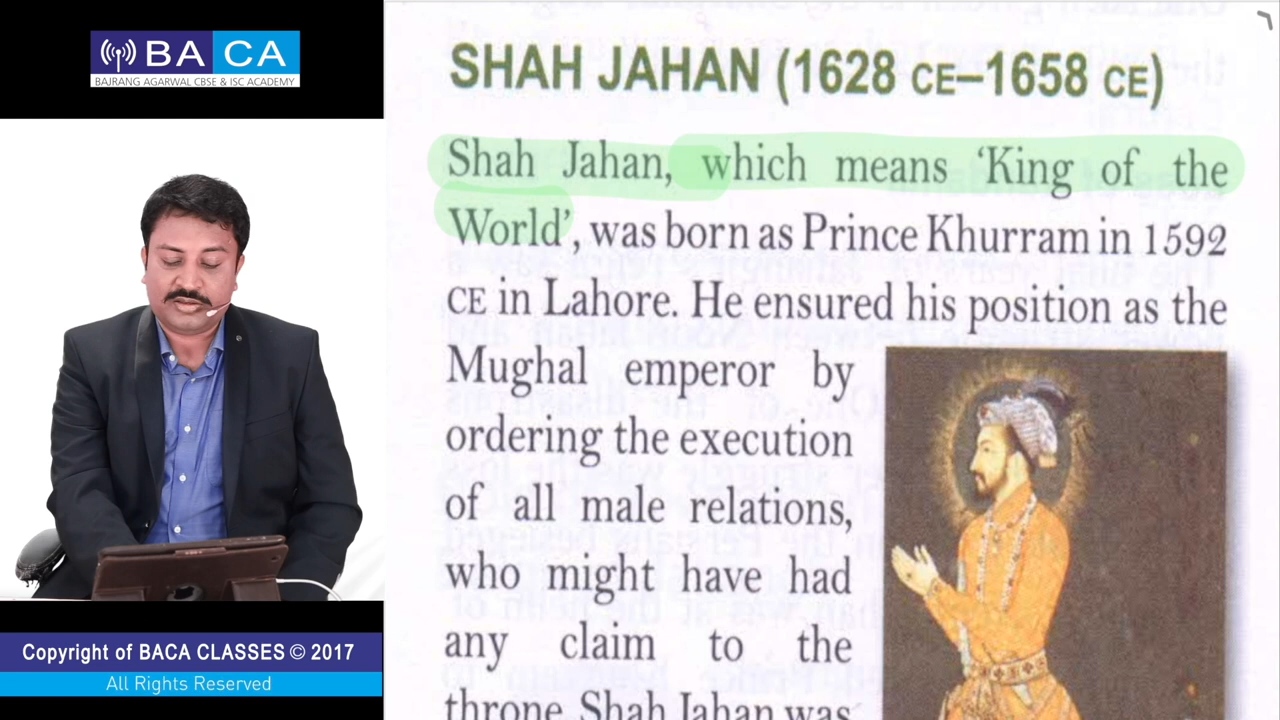 BACA
BAJRANG AGARWAL CBSE & ISC ACADEMY
SHAH JAHAN (1628 CE–1658 CE)
Shah Jahan, which means 'King of the
World', was born as Prince Khurram in 1592
CE in Lahore. He ensured his position as the
Mughal emperor by
ordering the execution
of all male relations,
who might have had
any claim to the
throne. Shah Jahan was
Copyright of BACA CLASSES © 2017
All Rights Reserved